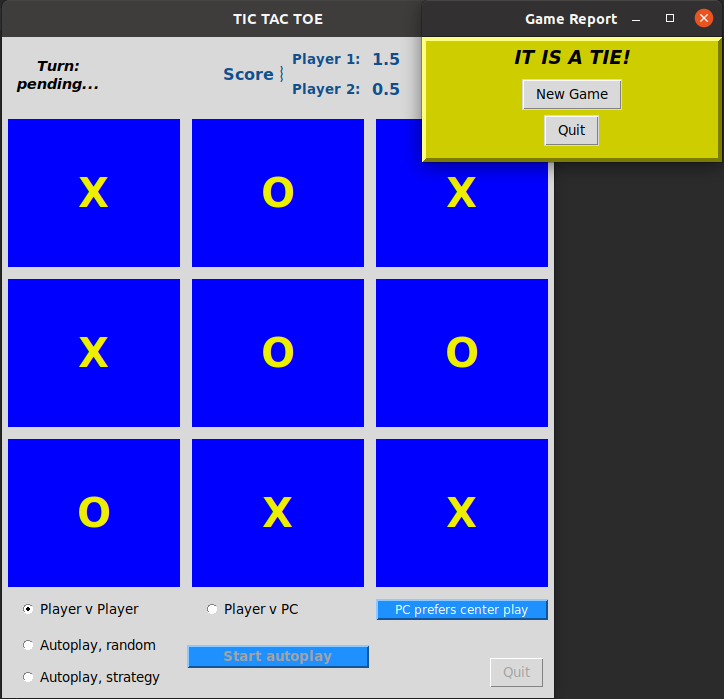 TIC TAC TOE
Game Report
Turn:
pending...
Score
Player 1: 1.5
Player 2: 0.5
IT IS A TIE!
New Game
Quit
X O X
X O O
O X X
Player v Player
Player v PC
PC prefers center play
Autoplay, random
Start autoplay
Autoplay, strategy
Quit